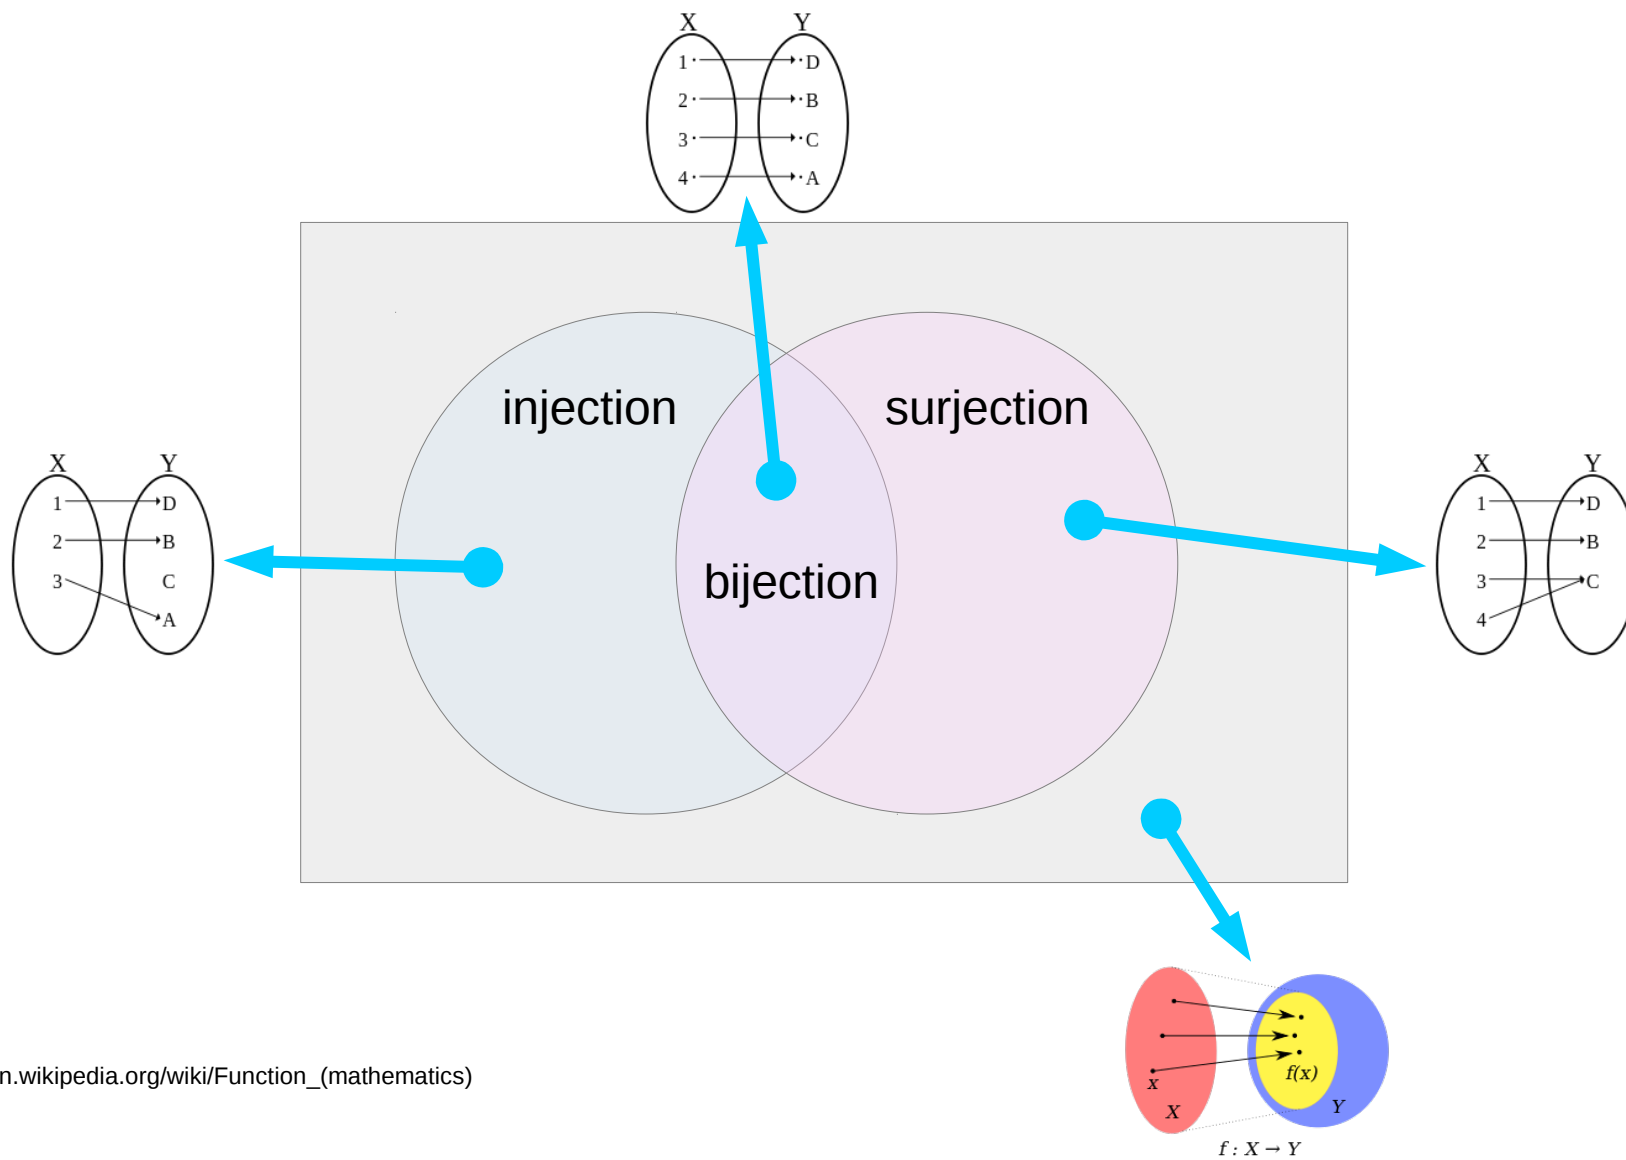 X Y
1 D
2 B
3 C
4 A
injection surjection
bijection
X Y
1 D
2 B
3 C
A
X Y
1 D
2 B
3 C
4
n.wikipedia.org/wiki/Function_(mathematics)
x f(x)
X Y
f : X → Y